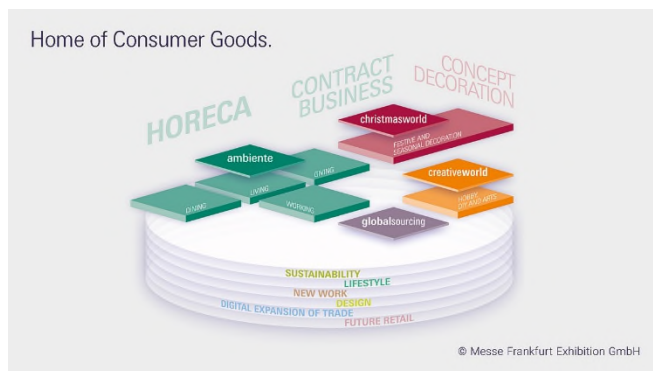 Home of Consumer Goods.
HORECA
CONTRACT
BUSINESS
CONCEPT
DECORATION
christmasworld
FESTIVE AND
SEASONAL DECORATION
ambiente
GIVING
LIVING
DINING
WORKING
creativeworld
HOBBY,
DIY AND ARTS
globalsourcing
SUSTAINABILITY
LIFESTYLE
NEW WORK
DESIGN
DIGITAL EXPANSION OF TRADE
FUTURE RETAIL
© Messe Frankfurt Exhibition GmbH